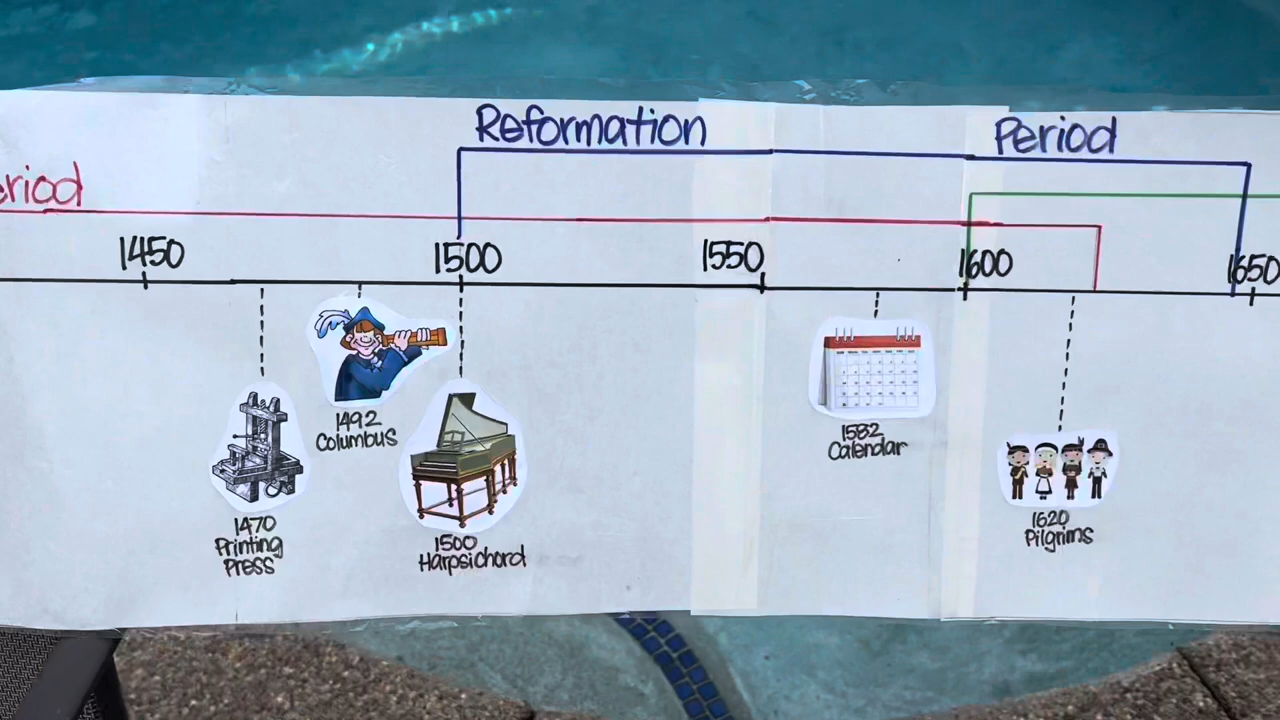 Reformation Period
eriod
1450 1500 1550 1600 1650
1492
Columbus
1582
Calendar
1470
Printing
Press
1500
Harpsichord
1620
Pilgrims